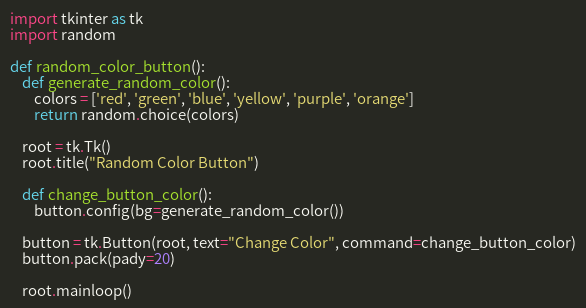 import tkinter as tk
import random

def random_color_button():
    def generate_random_color():
        colors = ['red', 'green', 'blue', 'yellow', 'purple', 'orange']
        return random.choice(colors)

    root = tk.Tk()
    root.title("Random Color Button")

    def change_button_color():
        button.config(bg=generate_random_color())

    button = tk.Button(root, text="Change Color", command=change_button_color)
    button.pack(pady=20)

    root.mainloop()